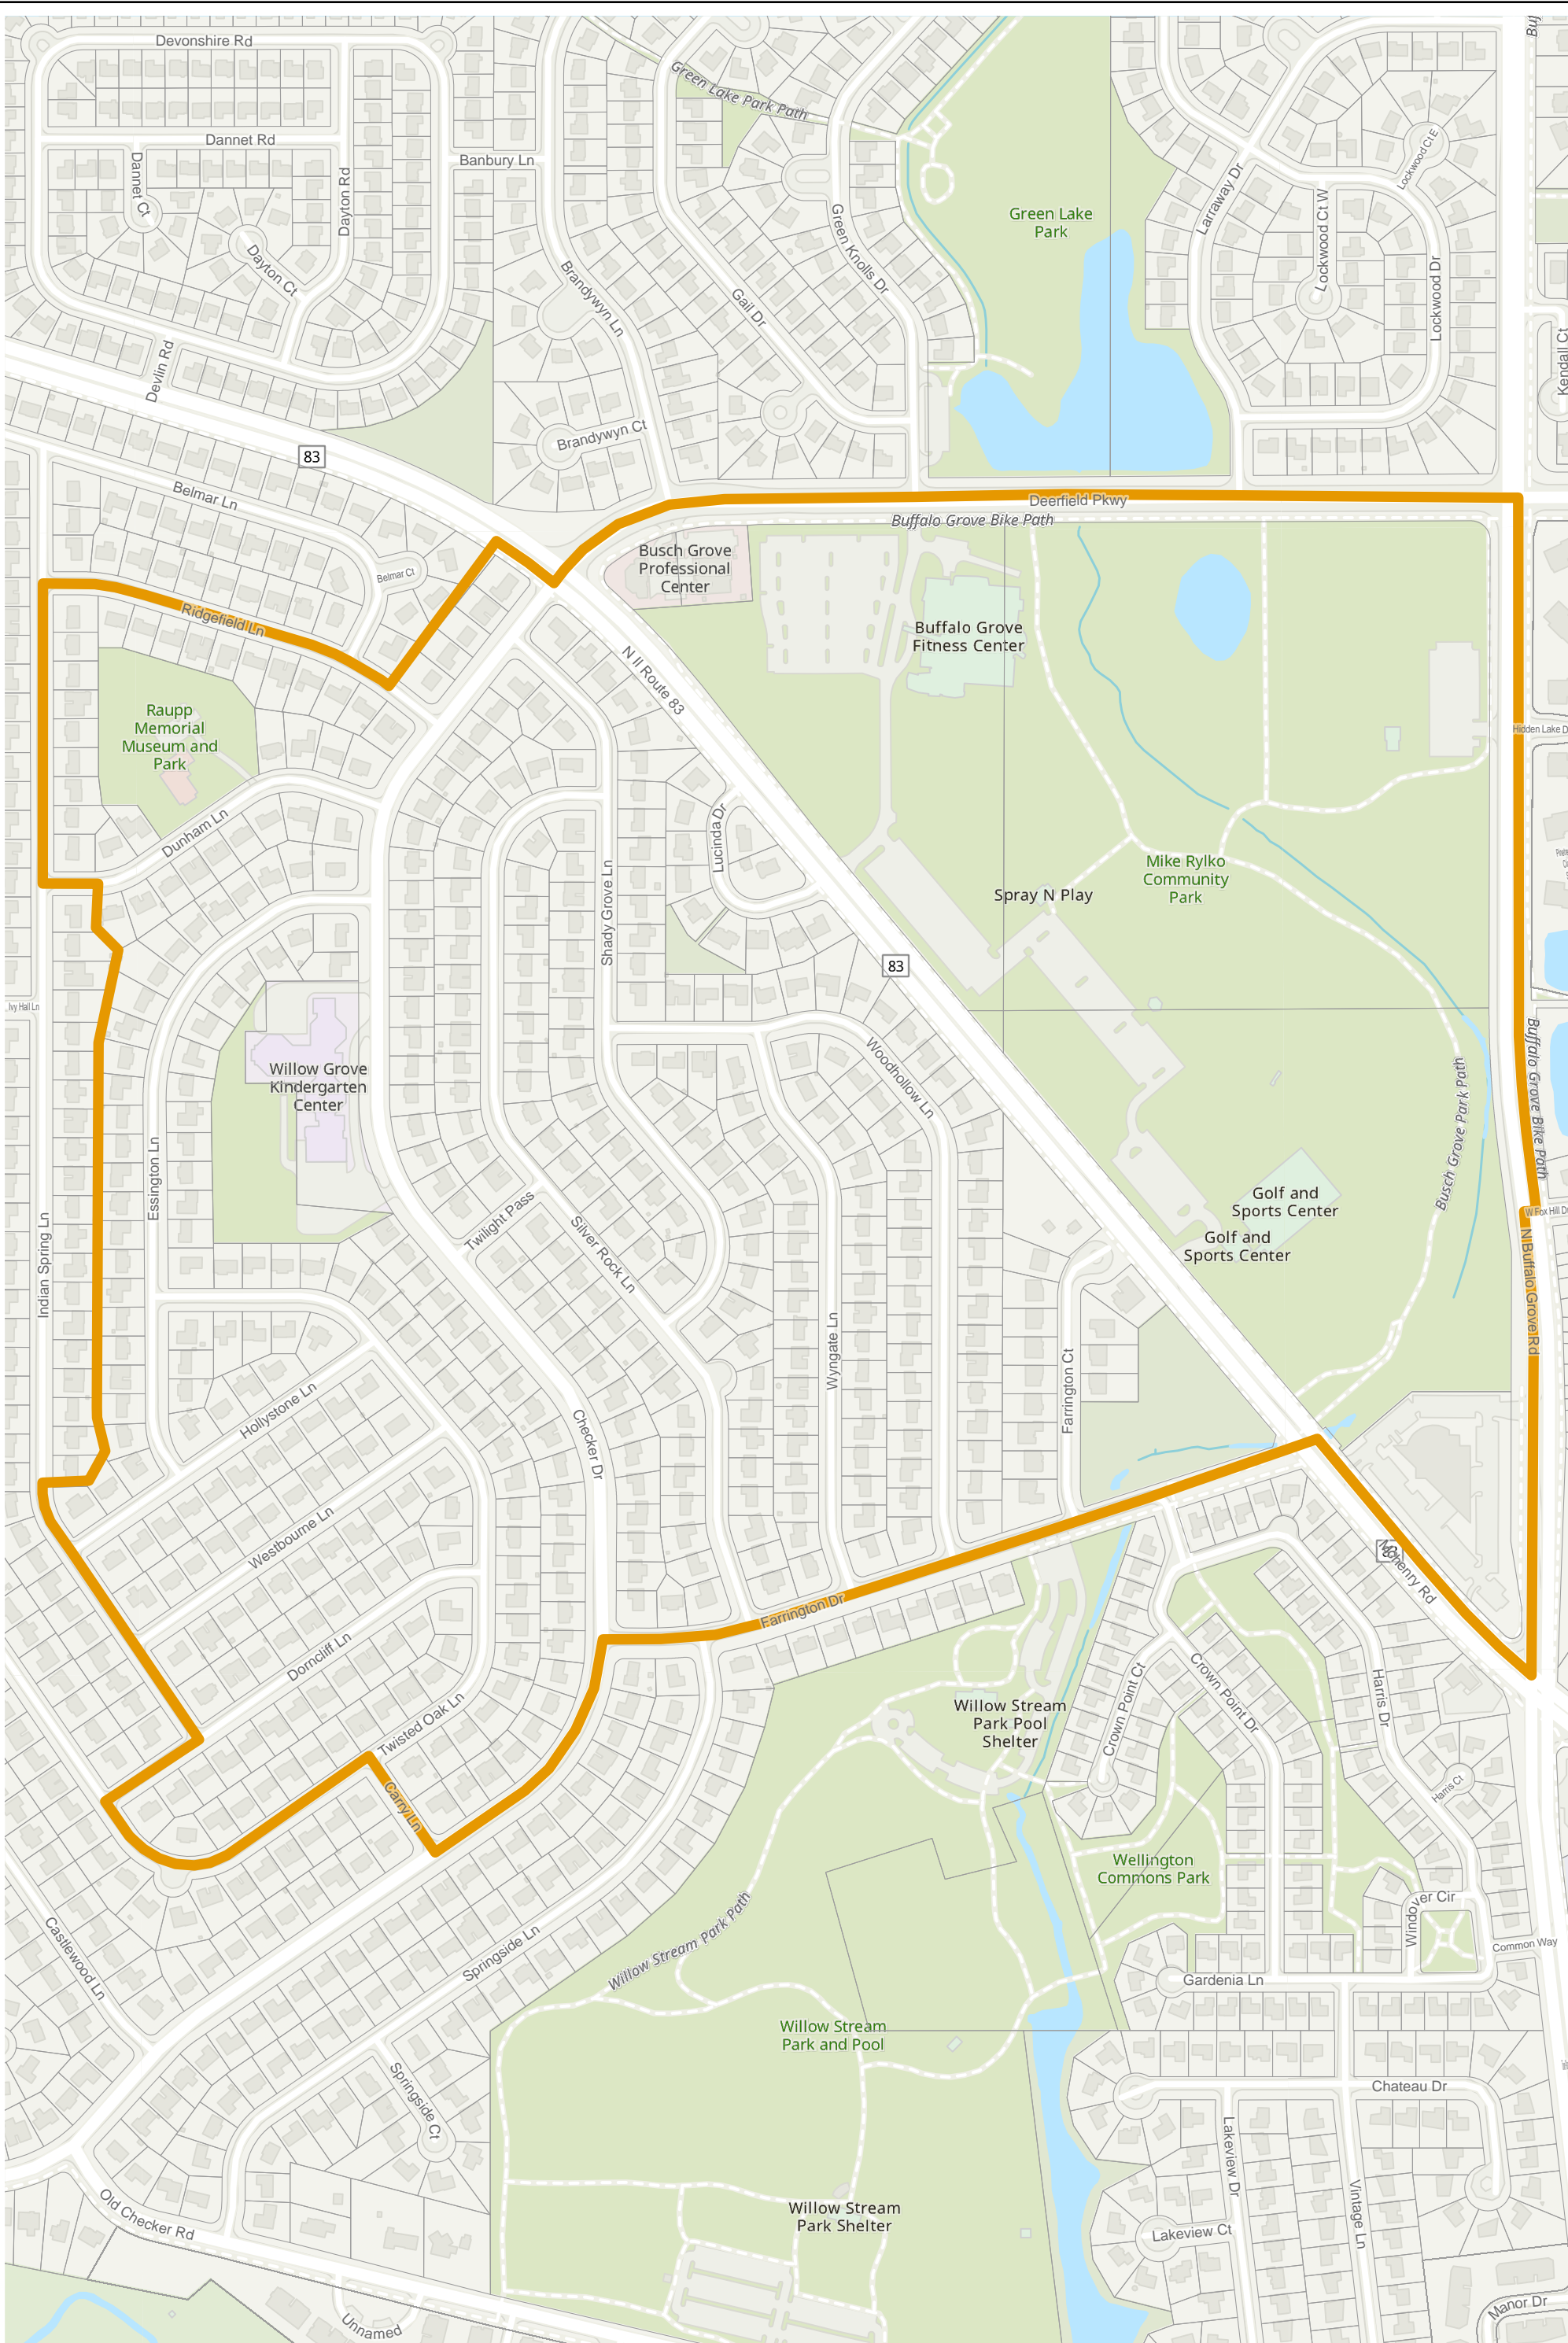 Devonshire Rd
Buf
Green Lake Park Path
Dannet Rd
Banbury Ln
Dannet Ct
Dayton Rd
Dayton Ct
Green Lake
Park
Larraway Dr
Lockwood Ct E
Lockwood Ct W
Lockwood Dr
Green Knolls Dr
Brandywyn Ln
Gail Dr
Devlin Rd
Kendall Ct
Brandywyn Ct
83
Belmar Ln
Deerfield Pkwy
Buffalo Grove Bike Path
Belmar Ct
Busch Grove
Professional
Center
Ridgefield Ln
Buffalo Grove
Fitness Center
N Il Route 83
Raupp
Memorial
Museum and
Park
Hidden Lake D
Dunham Ln
Lucinda Dr
Mike Rylko
Community
Park
Spray N Play
Shady Grove Ln
83
Ivy Hall Ln
Willow Grove
Kindergarten
Center
Woodhollow Ln
Buffalo Grove Bike Path
Busch Grove Park Path
Essington Ln
Twilight Pass
Golf and
Sports Center
W Fox Hill Dr
Golf and
Sports Center
Indian Spring Ln
Silver Rock Ln
N Buffalo Grove Rd
Wyngate Ln
Farrington Ct
Hollystone Ln
Checker Dr
Westbourne Ln
Mchenry Rd
Farrington Dr
Dorncliff Ln
Twisted Oak Ln
Crown Point Ct
Crown Point Dr
Harris Dr
Willow Stream
Park Pool
Shelter
Carry Ln
Harris Ct
Wellington
Commons Park
Windover Cir
Willow Stream Park Path
Castlewood Ln
Springside Ln
Common Way
Gardenia Ln
Willow Stream
Park and Pool
Springside Ct
Chateau Dr
Lakeview Dr
Vintage Ln
Old Checker Rd
Willow Stream
Park Shelter
Lakeview Ct
Manor Dr
Unnamed